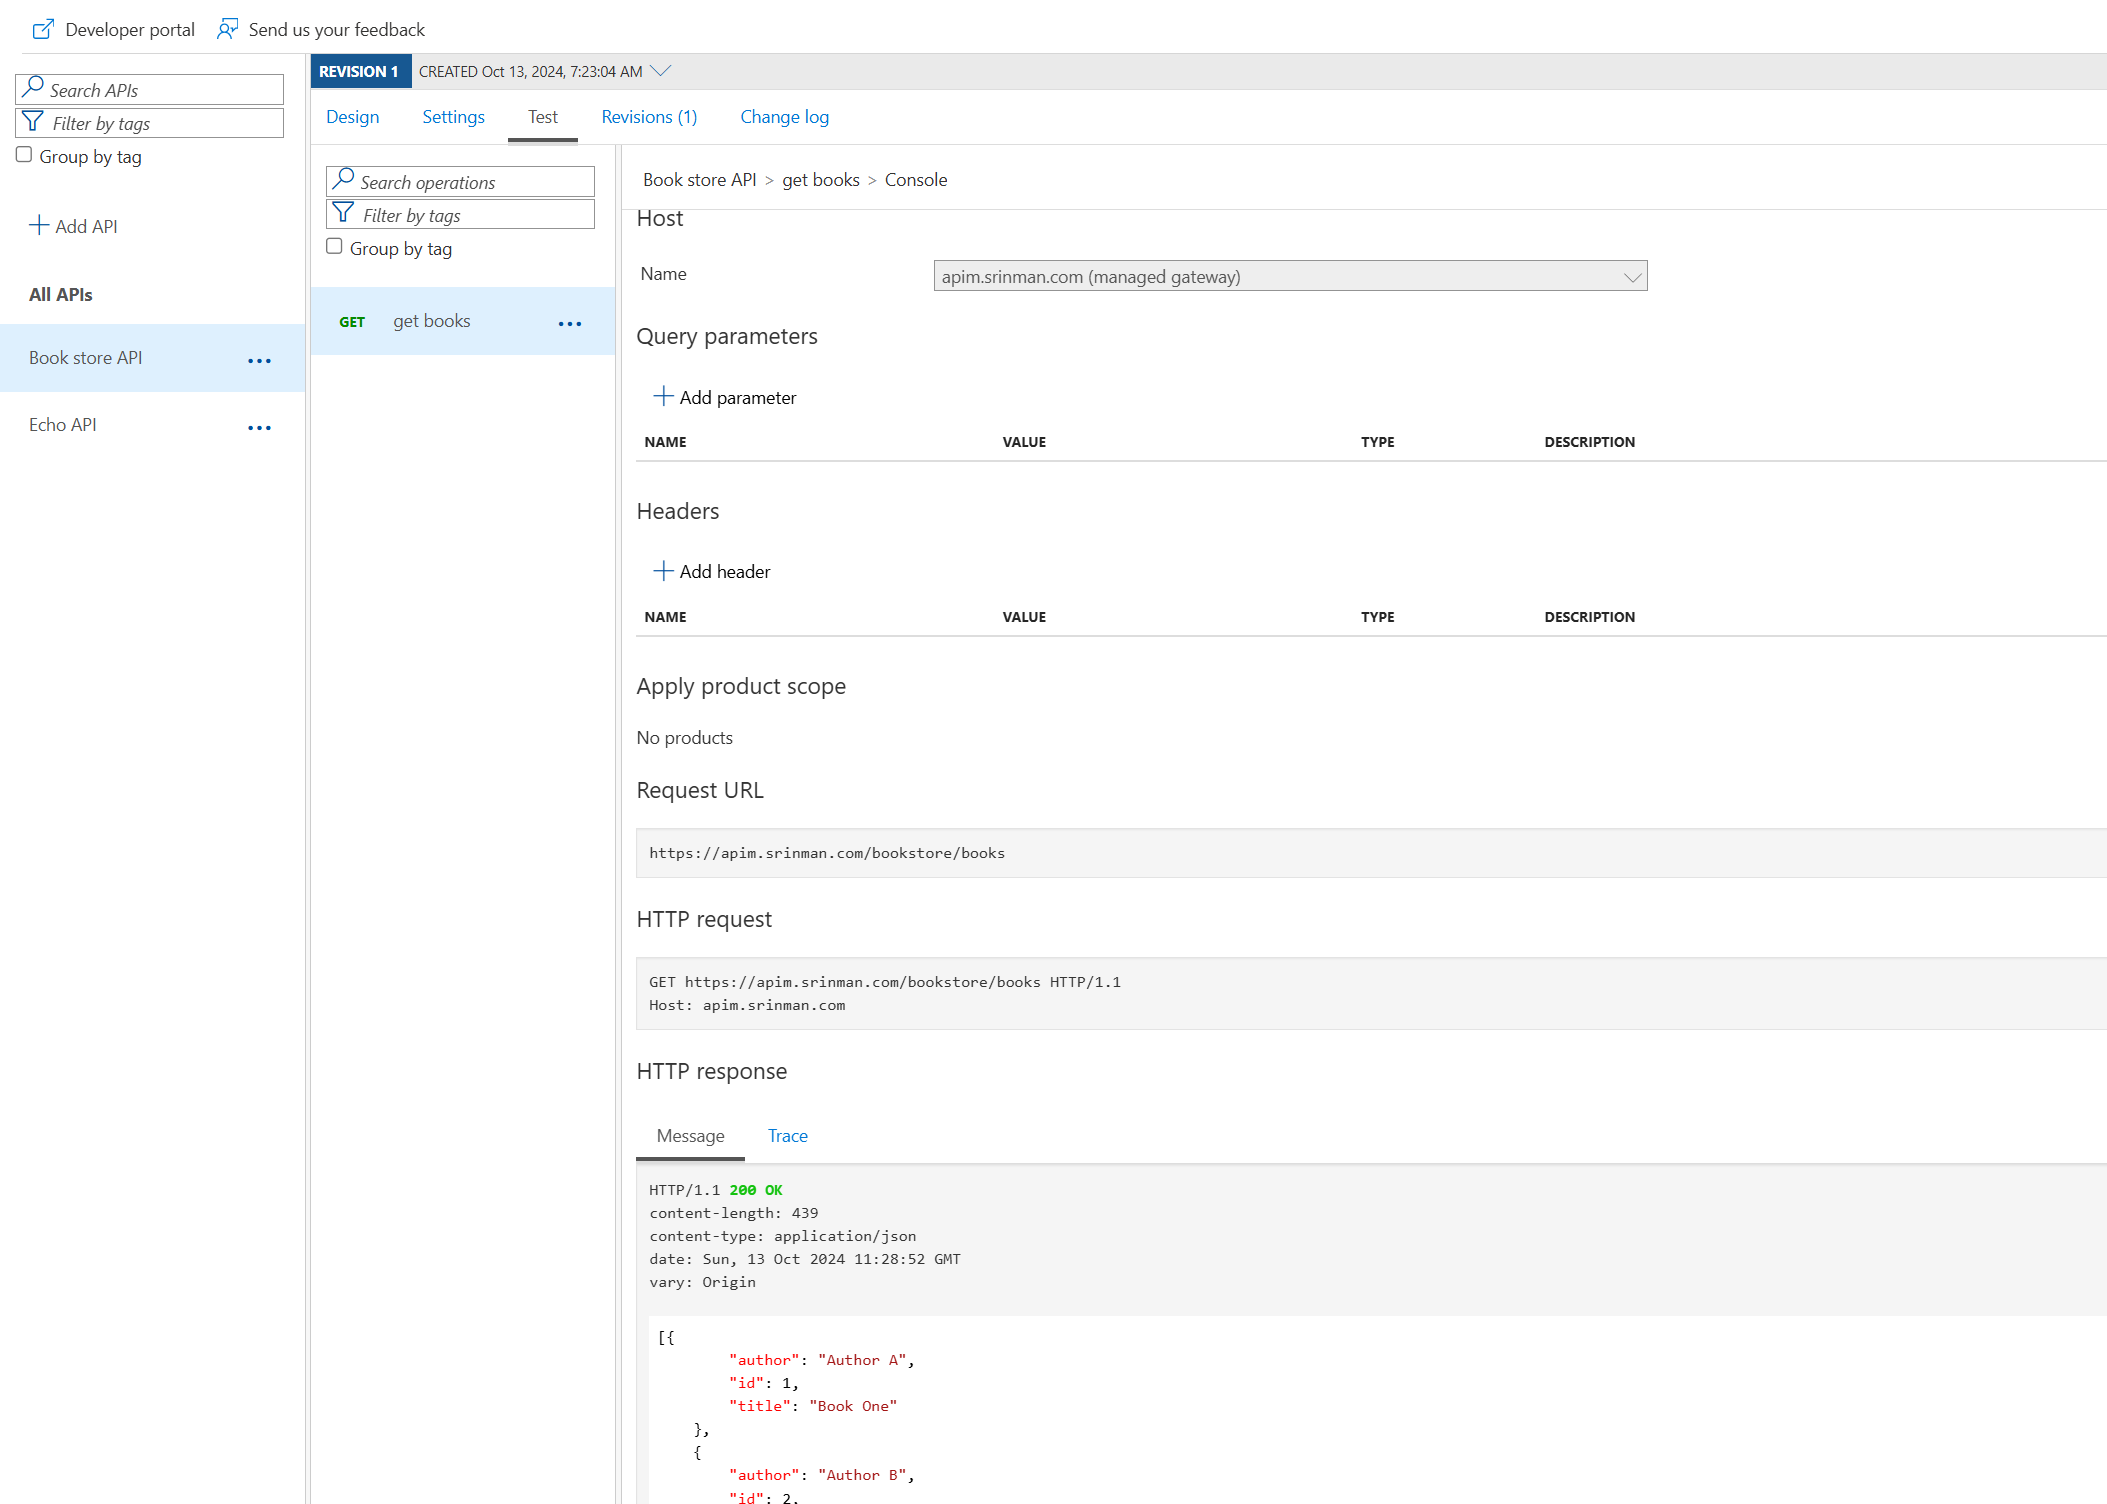 Developer portal
Send us your feedback
Search APIs
Filter by tags
Group by tag
Add API
All APIs
Book store API
Echo API
REVISION 1
CREATED Oct 13, 2024, 7:23:04 AM
Design
Settings
Test
Revisions (1)
Change log
Search operations
Filter by tags
Group by tag
GET get books
Book store API > get books > Console
Host
Name
apim.srinman.com (managed gateway)
Query parameters
Add parameter
NAME VALUE TYPE DESCRIPTION
Headers
Add header
NAME VALUE TYPE DESCRIPTION
Apply product scope
No products
Request URL
https://apim.srinman.com/bookstore/books
HTTP request
GET https://apim.srinman.com/bookstore/books HTTP/1.1
Host: apim.srinman.com
HTTP response
Message
Trace
HTTP/1.1 200 OK
content-length: 439
content-type: application/json
date: Sun, 13 Oct 2024 11:28:52 GMT
vary: Origin
[{
"author": "Author A",
"id": 1,
"title": "Book One"
},
{
"author": "Author B",
"id": 2,